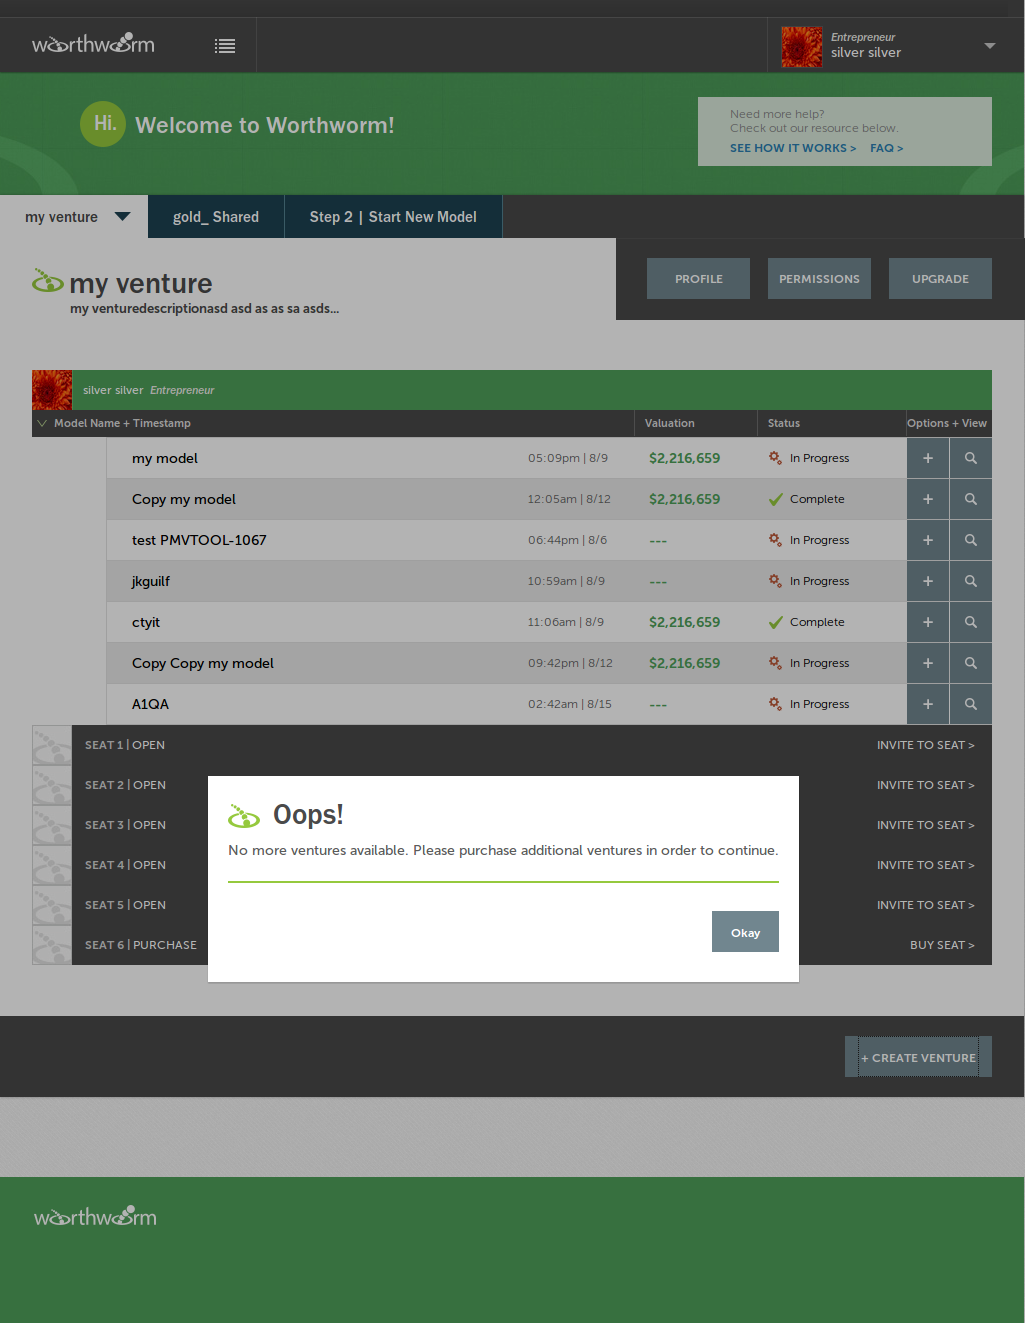 worthworm
Entrepreneur
silver silver
Hi.
Welcome to Worthworm!
Need more help?
Check out our resource below.
SEE HOW IT WORKS > FAQ >
my venture
gold_ Shared
Step 2 | Start New Model
my venture
my venturedescriptionasd asd as as sa asds...
PROFILE
PERMISSIONS
UPGRADE
silver silver Entrepreneur
Model Name + Timestamp Valuation Status Options + View
my model 05:09pm | 8/9 $2,216,659 In Progress +
Copy my model 12:05am | 8/12 $2,216,659 Complete +
test PMVTOOL-1067 06:44pm | 8/6 --- In Progress +
jkguilf 10:59am | 8/9 --- In Progress +
ctyit 11:06am | 8/9 $2,216,659 Complete +
Copy Copy my model 09:42pm | 8/12 $2,216,659 In Progress +
A1QA 02:42am | 8/15 --- In Progress +
SEAT 1 | OPEN INVITE TO SEAT >
SEAT 2 | OPEN INVITE TO SEAT >
SEAT 3 | OPEN INVITE TO SEAT >
SEAT 4 | OPEN INVITE TO SEAT >
SEAT 5 | OPEN INVITE TO SEAT >
SEAT 6 | PURCHASE BUY SEAT >
Oops!
No more ventures available. Please purchase additional ventures in order to continue.
Okay
+ CREATE VENTURE
worthworm